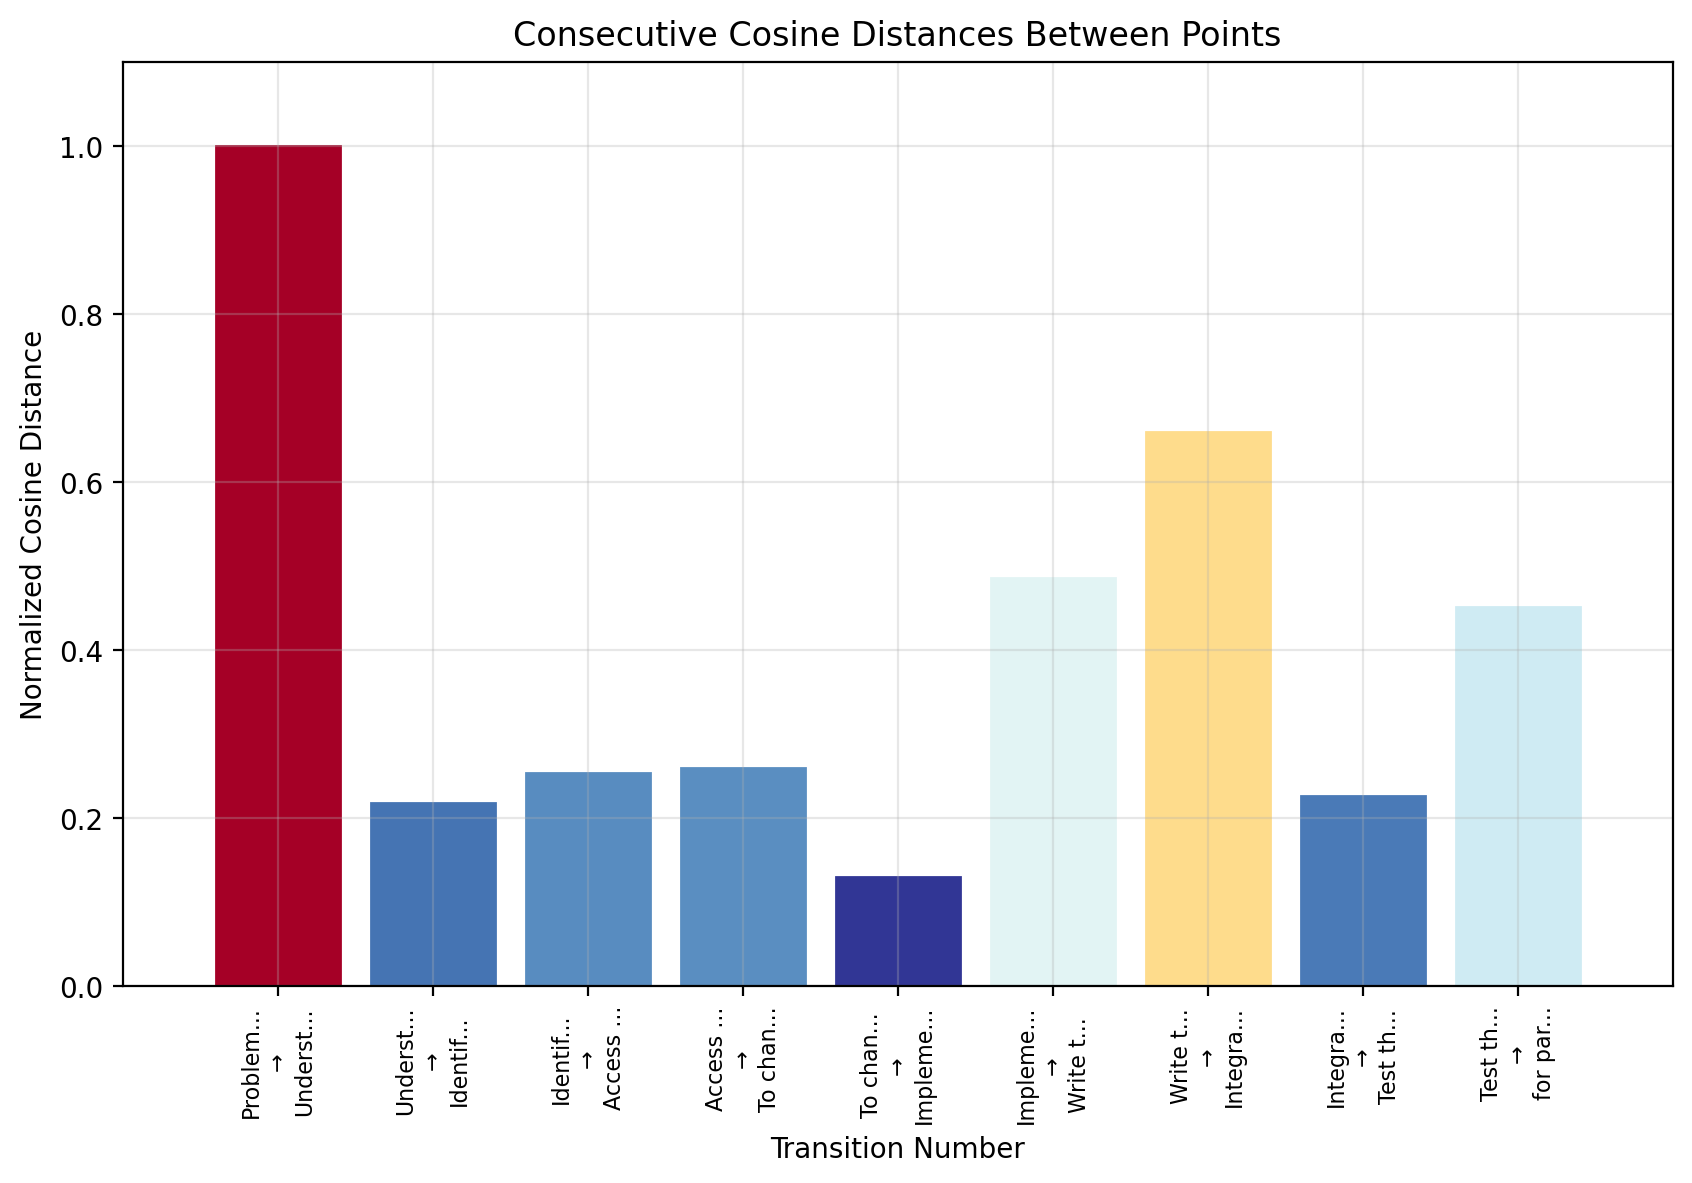 Consecutive Cosine Distances Between Points
Normalized Cosine Distance
1.0
0.8
0.6
0.4
0.2
0.0
Problem...
→
Underst...
Underst...
→
Identif...
Identif...
→
Access ...
Access ...
→
To chan...
To chan...
→
Impleme...
Impleme...
→
Write t...
Write t...
→
Integra...
Integra...
→
Test th...
Test th...
→
for par...
Transition Number